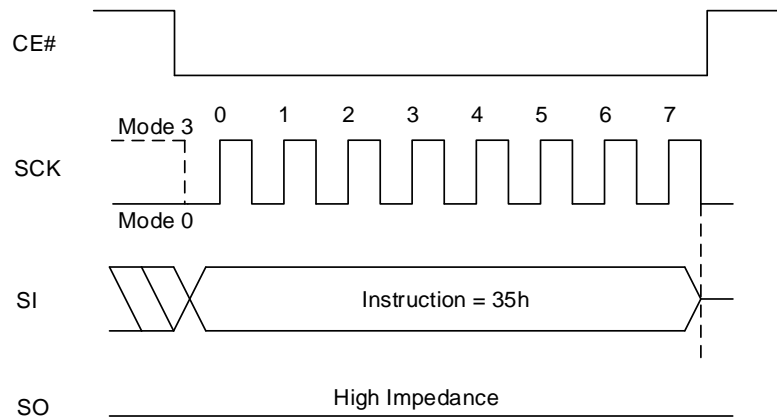 CE#
0 1 2 3 4 5 6 7
Mode 3
SCK
Mode 0
SI
Instruction = 35h
High Impedance
SO